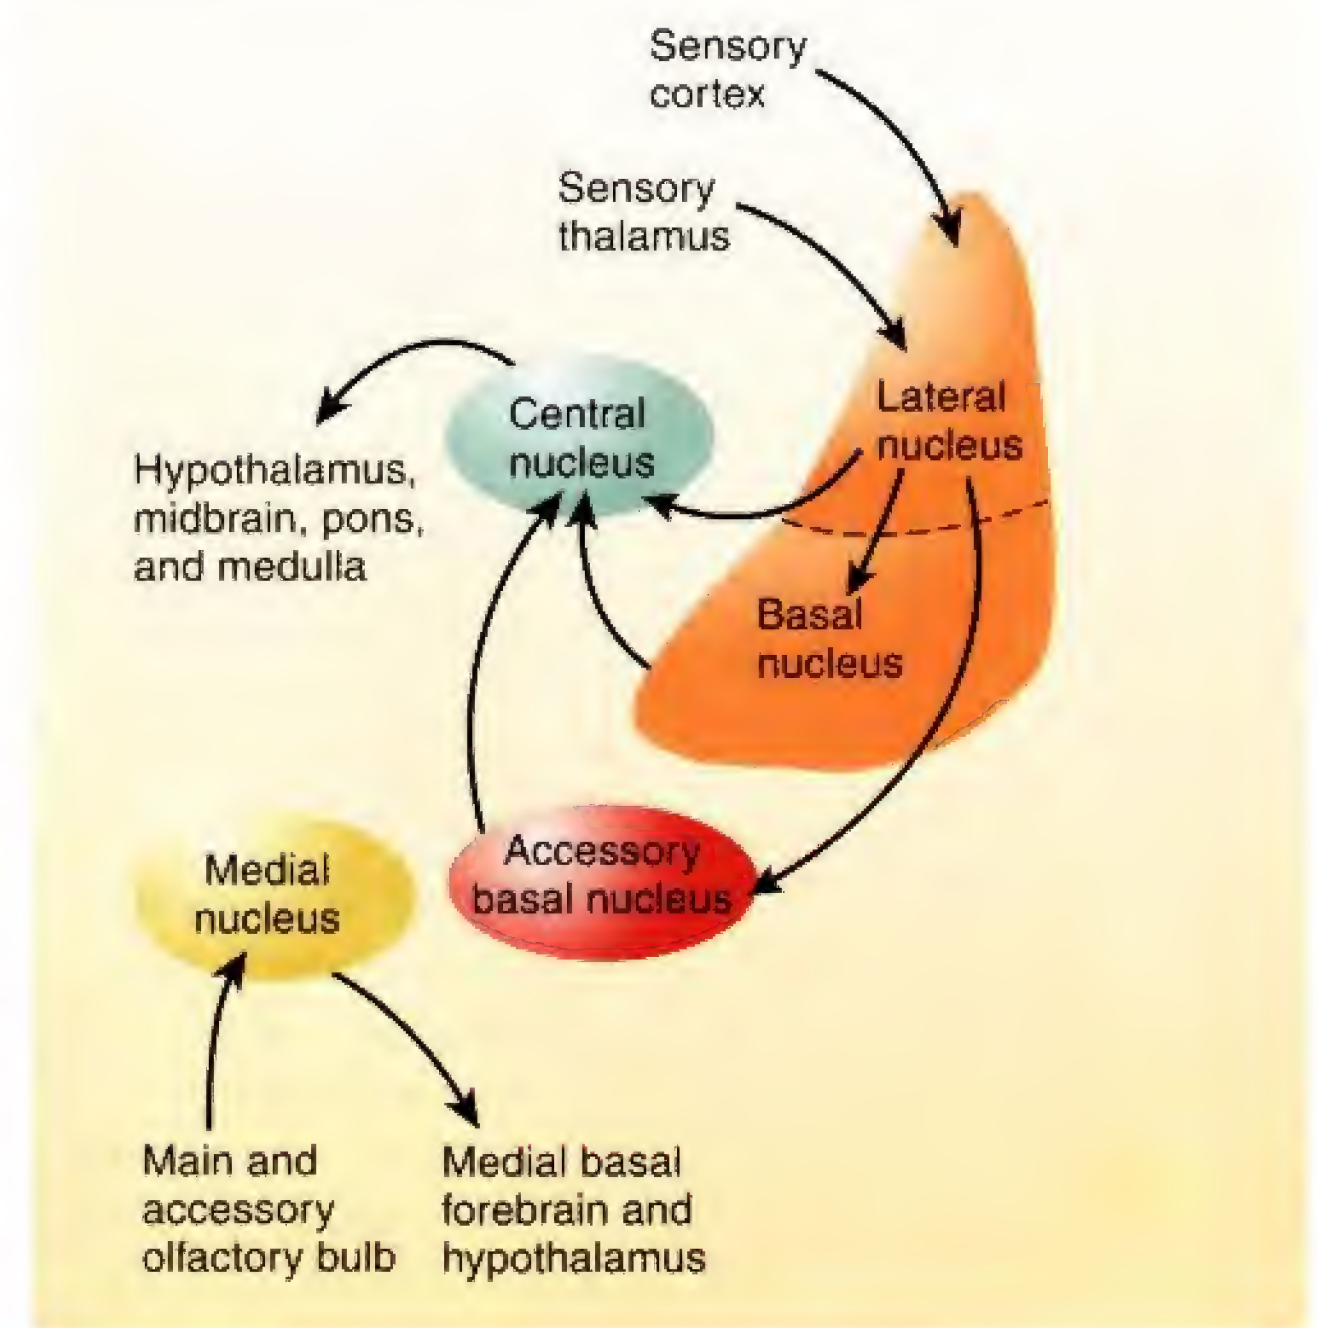 Sensory
cortex
Sensory
thalamus
Central
nucleus
Lateral
nucleus
Hypothalamus,
midbrain, pons,
and medulla
Basal
nucleus
Accessory
basal nucleus
Medial
nucleus
Main and
accessory
olfactory bulb
Medial basal
forebrain and
hypothalamus